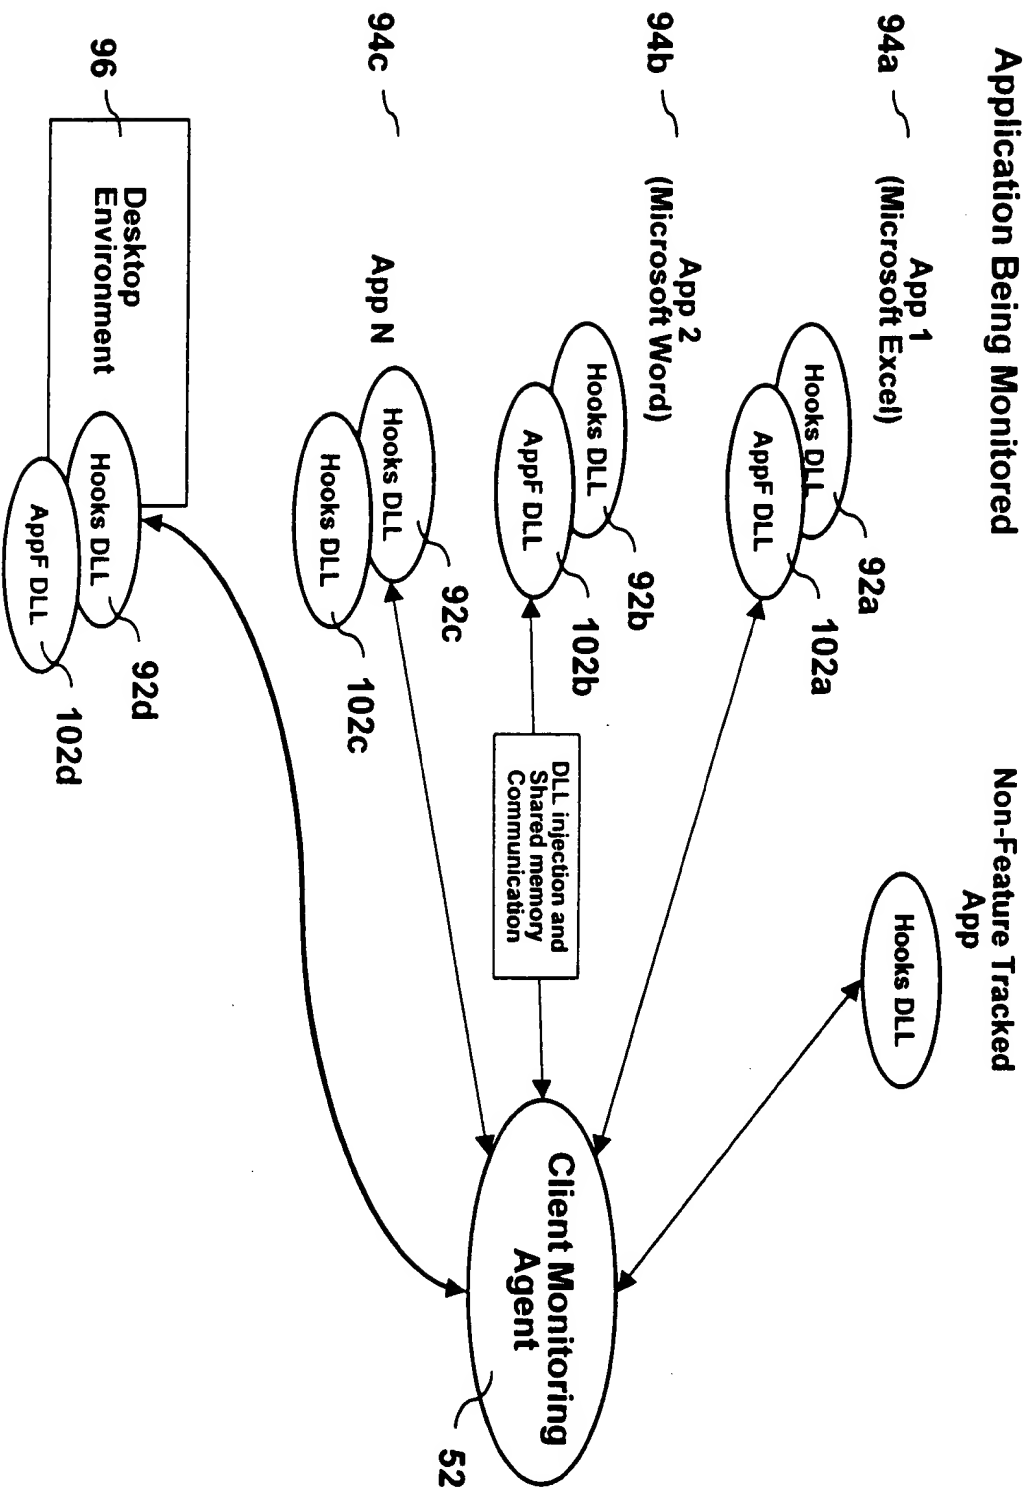 Application Being Monitored
Non-Feature Tracked
App
Hooks DLL
94a
App 1
(Microsoft Excel)
Hooks DLL
92a
AppF DLL
102a
94b
App 2
(Microsoft Word)
Hooks DLL
92b
AppF DLL
102b
DLL injection and
Shared memory
Communication
Client Monitoring
Agent
52
94c
App N
Hooks DLL
92c
Hooks DLL
102c
96
Desktop
Environment
Hooks DLL
92d
AppF DLL
102d